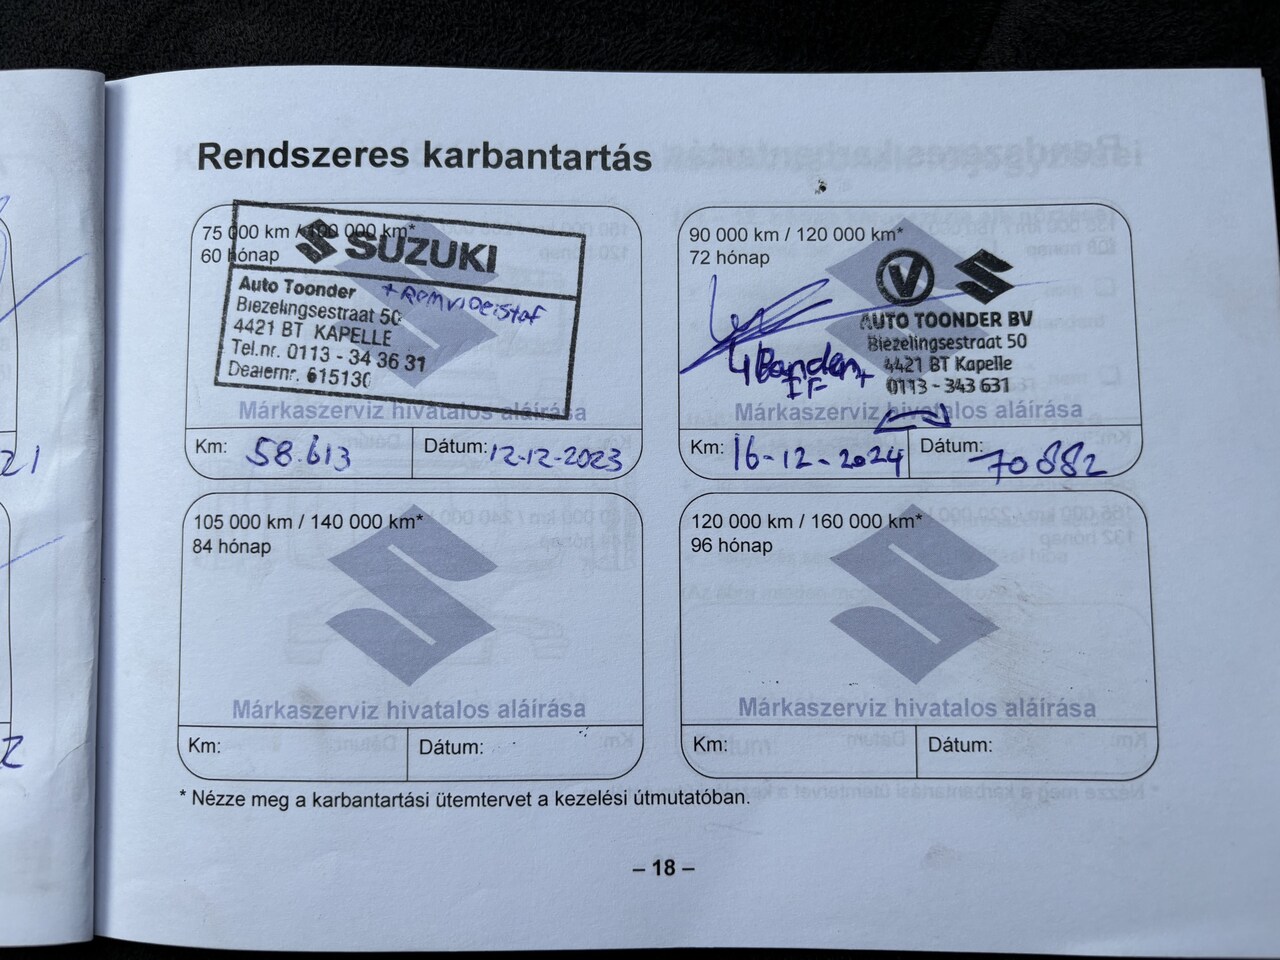 Rendszeres karbantartás
75 000 km / 100 000 km*
60 hónap
SUZUKI
Auto Toonder + Remvloeistof
Biezelingsestraat 50
4421 BT KAPELLE
Tel.nr. 0113 - 34 36 31
Dealernr. 615130
Márkaszerviz hivatalos aláírása
Km: 58.613
Dátum: 12-12-2023
90 000 km / 120 000 km*
72 hónap
AUTO TOONDER BV
Biezelingsestraat 50
4421 BT Kapelle
0113 - 343 631
4 Banden +
Márkaszerviz hivatalos aláírása
Km: 16-12-2024
Dátum: 70882
105 000 km / 140 000 km*
84 hónap
Márkaszerviz hivatalos aláírása
Km:
Dátum:
120 000 km / 160 000 km*
96 hónap
Márkaszerviz hivatalos aláírása
Km:
Dátum:
* Nézze meg a karbantartási ütemtervet a kezelési útmutatóban.
– 18 –
21